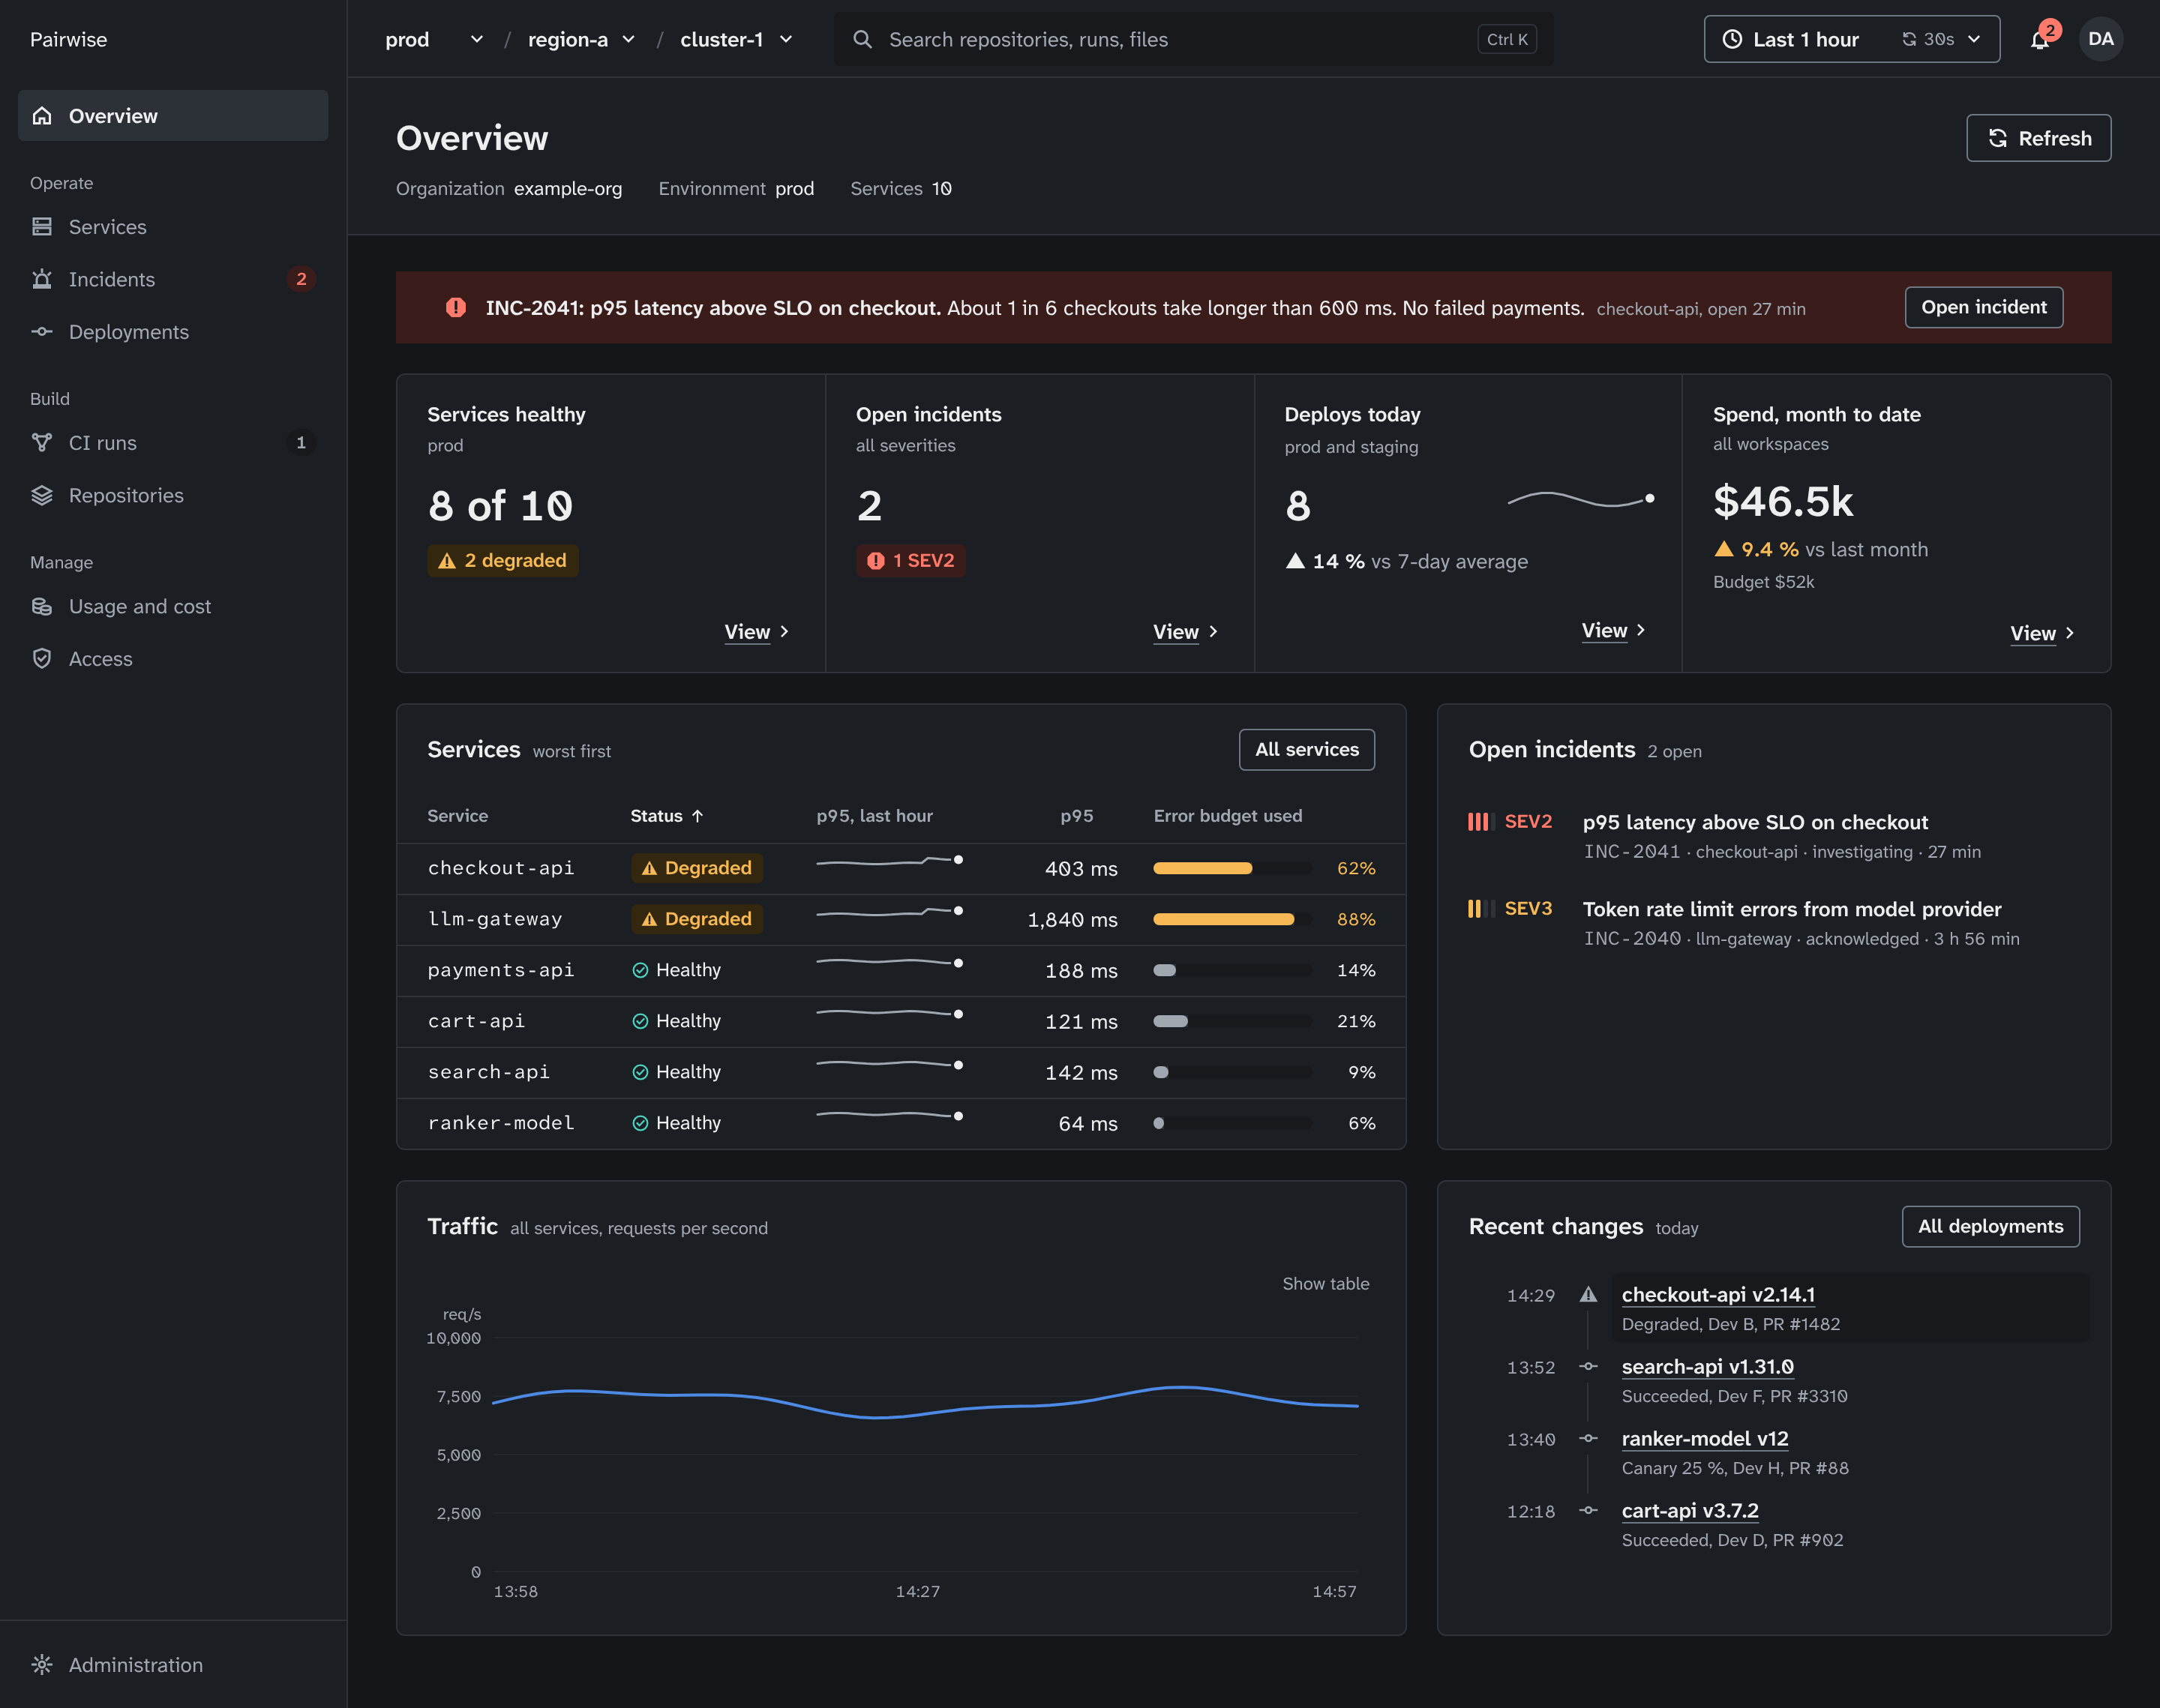 Pairwise
Overview
Operate
Services
Incidents 2
Deployments
Build
CI runs 1
Repositories
Manage
Usage and cost
Access
Administration
prod / region-a / cluster-1
Search repositories, runs, files Ctrl K
Last 1 hour 30s
2
DA
Overview
Refresh
Organization example-org Environment prod Services 10
INC-2041: p95 latency above SLO on checkout. About 1 in 6 checkouts take longer than 600 ms. No failed payments. checkout-api, open 27 min
Open incident
Services healthy
prod
8 of 10
2 degraded
View
Open incidents
all severities
2
1 SEV2
View
Deploys today
prod and staging
8
14 % vs 7-day average
View
Spend, month to date
all workspaces
$46.5k
9.4 % vs last month
Budget $52k
View
Services worst first
All services
Service Status p95, last hour p95 Error budget used
checkout-api Degraded 403 ms 62%
llm-gateway Degraded 1,840 ms 88%
payments-api Healthy 188 ms 14%
cart-api Healthy 121 ms 21%
search-api Healthy 142 ms 9%
ranker-model Healthy 64 ms 6%
Open incidents 2 open
SEV2 p95 latency above SLO on checkout
INC-2041 · checkout-api · investigating · 27 min
SEV3 Token rate limit errors from model provider
INC-2040 · llm-gateway · acknowledged · 3 h 56 min
Traffic all services, requests per second
Show table
req/s
10,000
7,500
5,000
2,500
0
13:58 14:27 14:57
Recent changes today
All deployments
14:29 checkout-api v2.14.1
Degraded, Dev B, PR #1482
13:52 search-api v1.31.0
Succeeded, Dev F, PR #3310
13:40 ranker-model v12
Canary 25 %, Dev H, PR #88
12:18 cart-api v3.7.2
Succeeded, Dev D, PR #902